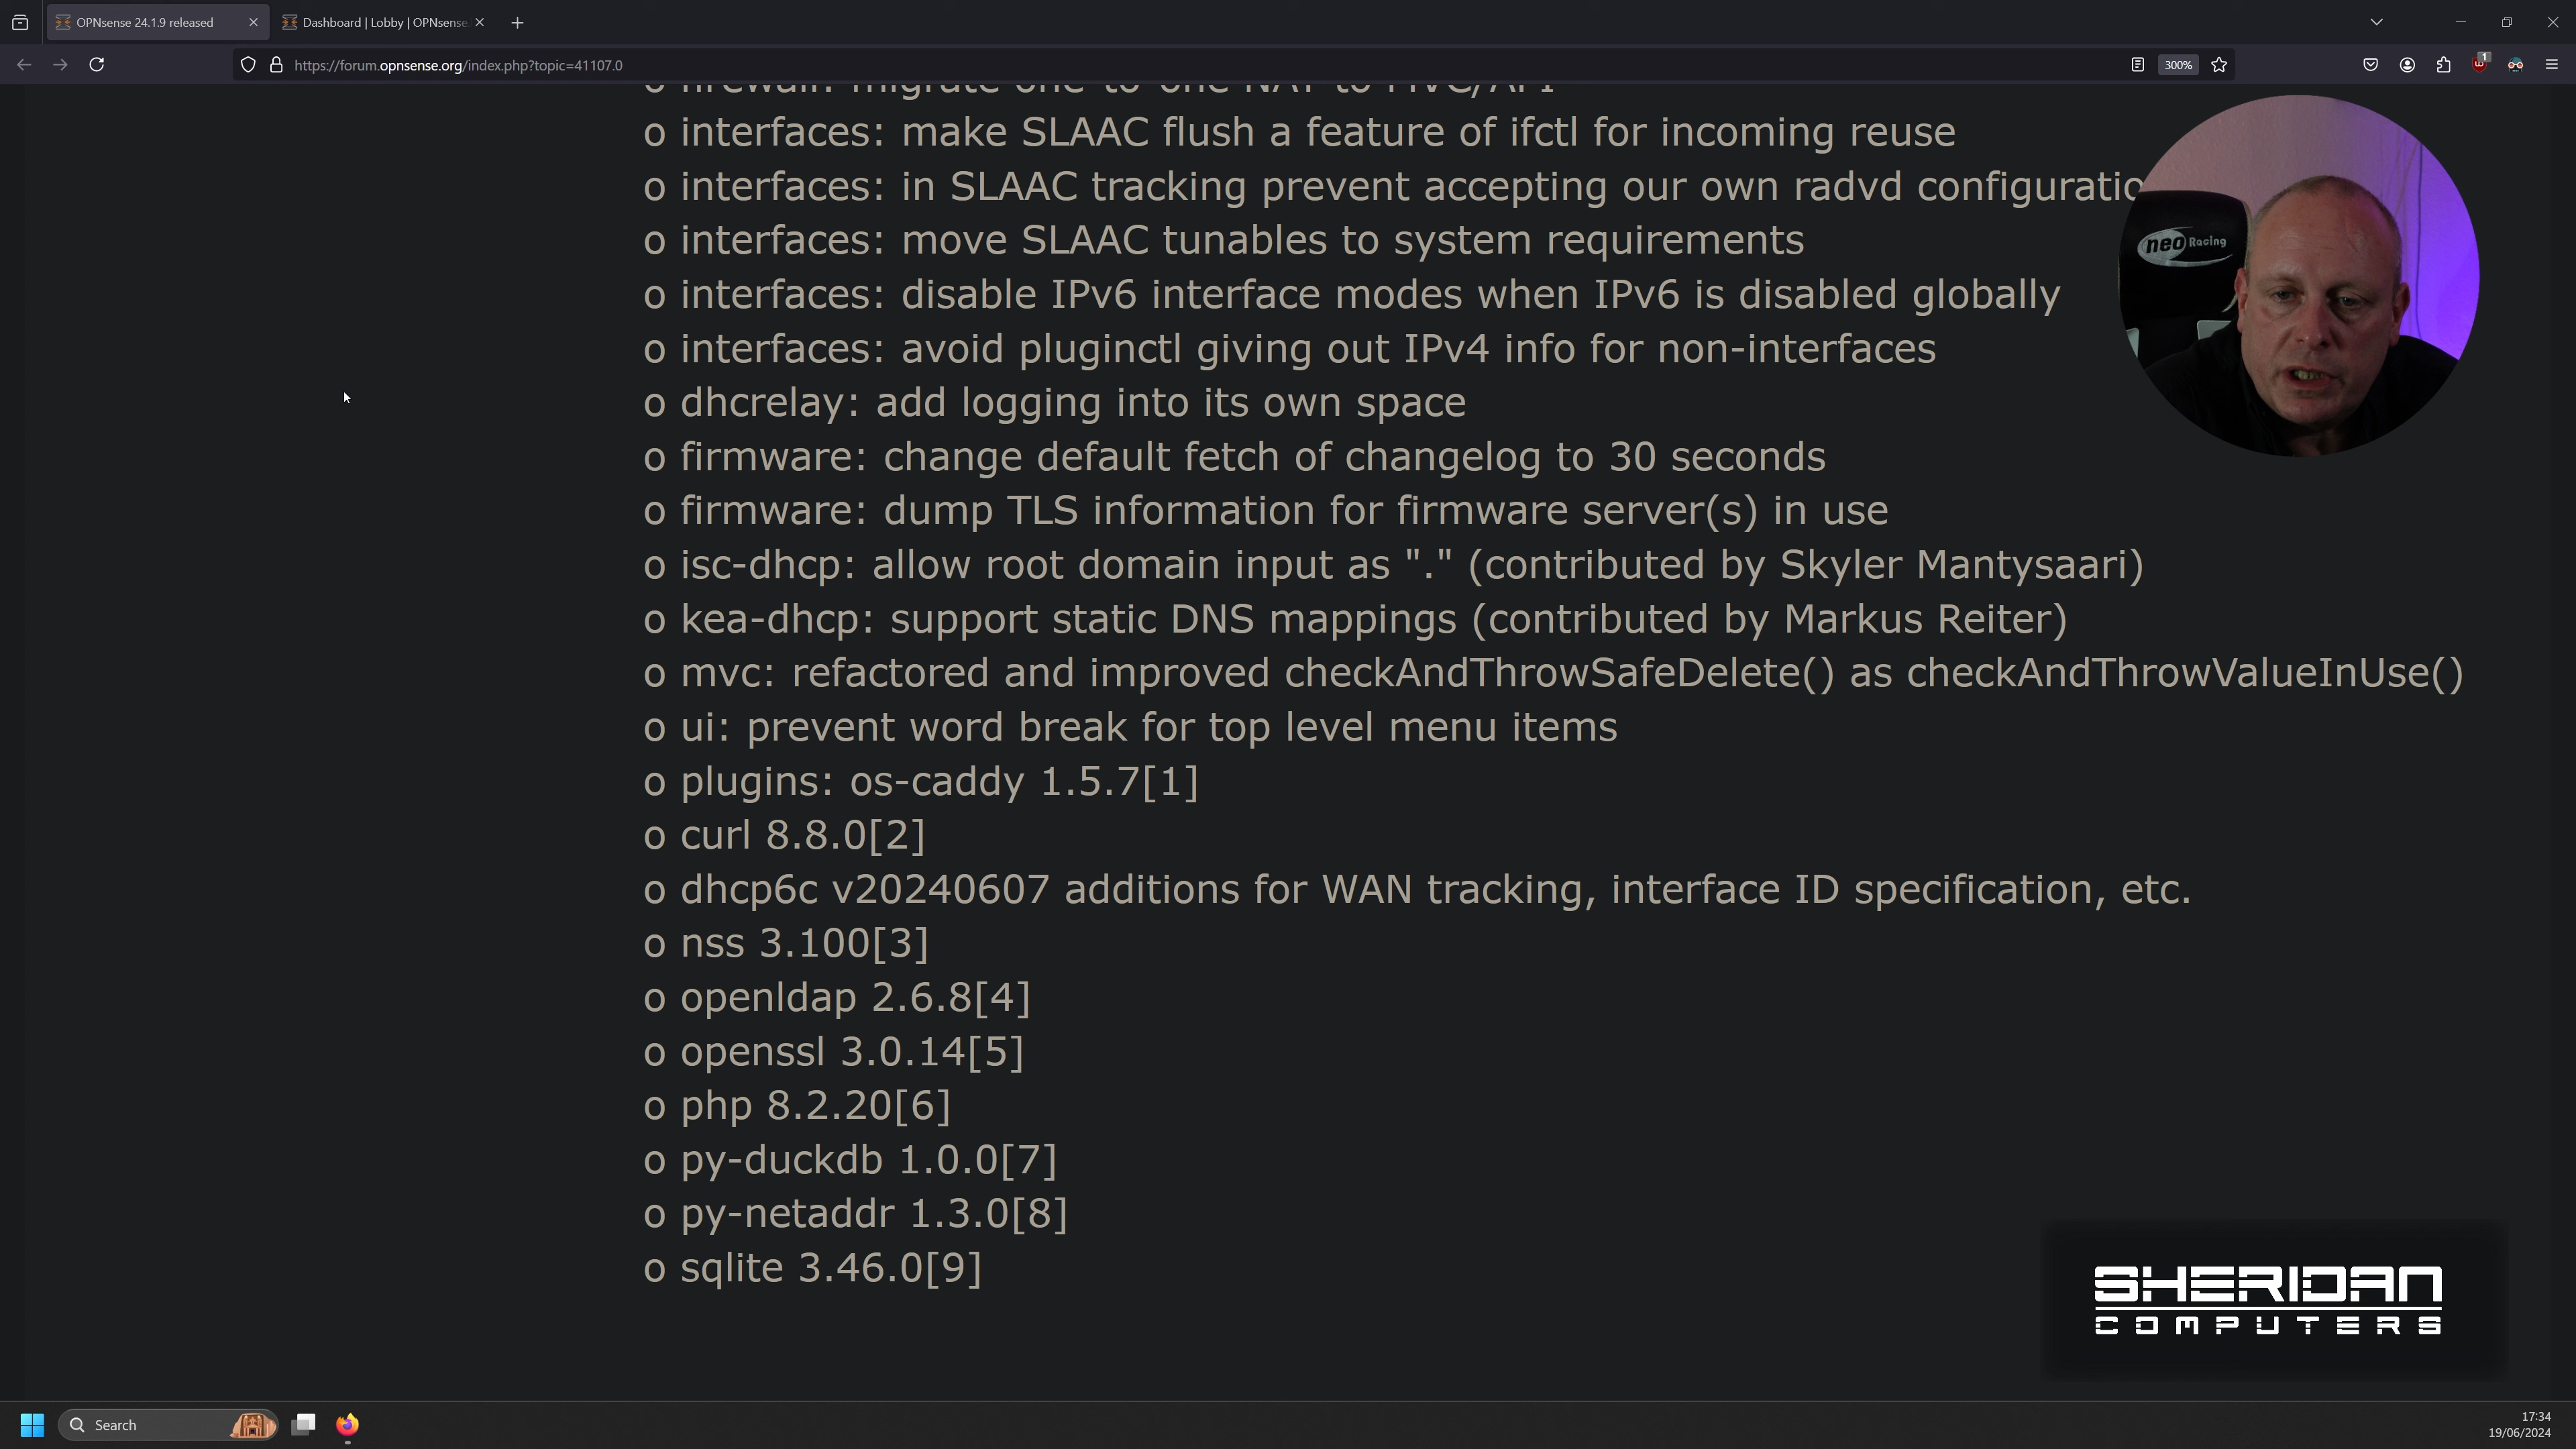 OPNsense 24.1.9 released
Dashboard | Lobby | OPNsense
https://forum.opnsense.org/index.php?topic=41107.0
300%
1
o firewall: migrate one-to-one NAT to MVC/API
o interfaces: make SLAAC flush a feature of ifctl for incoming reuse
o interfaces: in SLAAC tracking prevent accepting our own radvd configuratio
o interfaces: move SLAAC tunables to system requirements
o interfaces: disable IPv6 interface modes when IPv6 is disabled globally
o interfaces: avoid pluginctl giving out IPv4 info for non-interfaces
o dhcrelay: add logging into its own space
o firmware: change default fetch of changelog to 30 seconds
o firmware: dump TLS information for firmware server(s) in use
o isc-dhcp: allow root domain input as "." (contributed by Skyler Mantysaari)
o kea-dhcp: support static DNS mappings (contributed by Markus Reiter)
o mvc: refactored and improved checkAndThrowSafeDelete() as checkAndThrowValueInUse()
o ui: prevent word break for top level menu items
o plugins: os-caddy 1.5.7[1]
o curl 8.8.0[2]
o dhcp6c v20240607 additions for WAN tracking, interface ID specification, etc.
o nss 3.100[3]
o openldap 2.6.8[4]
o openssl 3.0.14[5]
o php 8.2.20[6]
o py-duckdb 1.0.0[7]
o py-netaddr 1.3.0[8]
o sqlite 3.46.0[9]
neo Racing
SHERIDAN
COMPUTERS
Search
17:34
19/06/2024